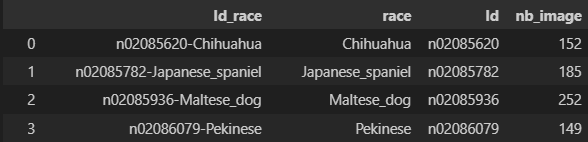 Id_race race Id nb_image
0 n02085620-Chihuahua Chihuahua n02085620 152
1 n02085782-Japanese_spaniel Japanese_spaniel n02085782 185
2 n02085936-Maltese_dog Maltese_dog n02085936 252
3 n02086079-Pekinese Pekinese n02086079 149